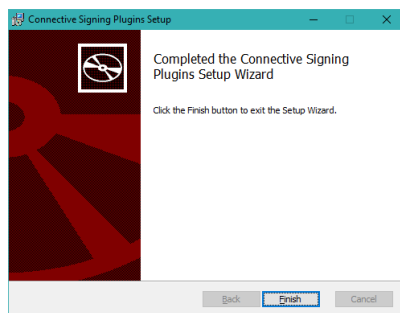 Connective Signing Plugins Setup
Completed the Connective Signing
Plugins Setup Wizard
Click the Finish button to exit the Setup Wizard.
Back
Finish
Cancel